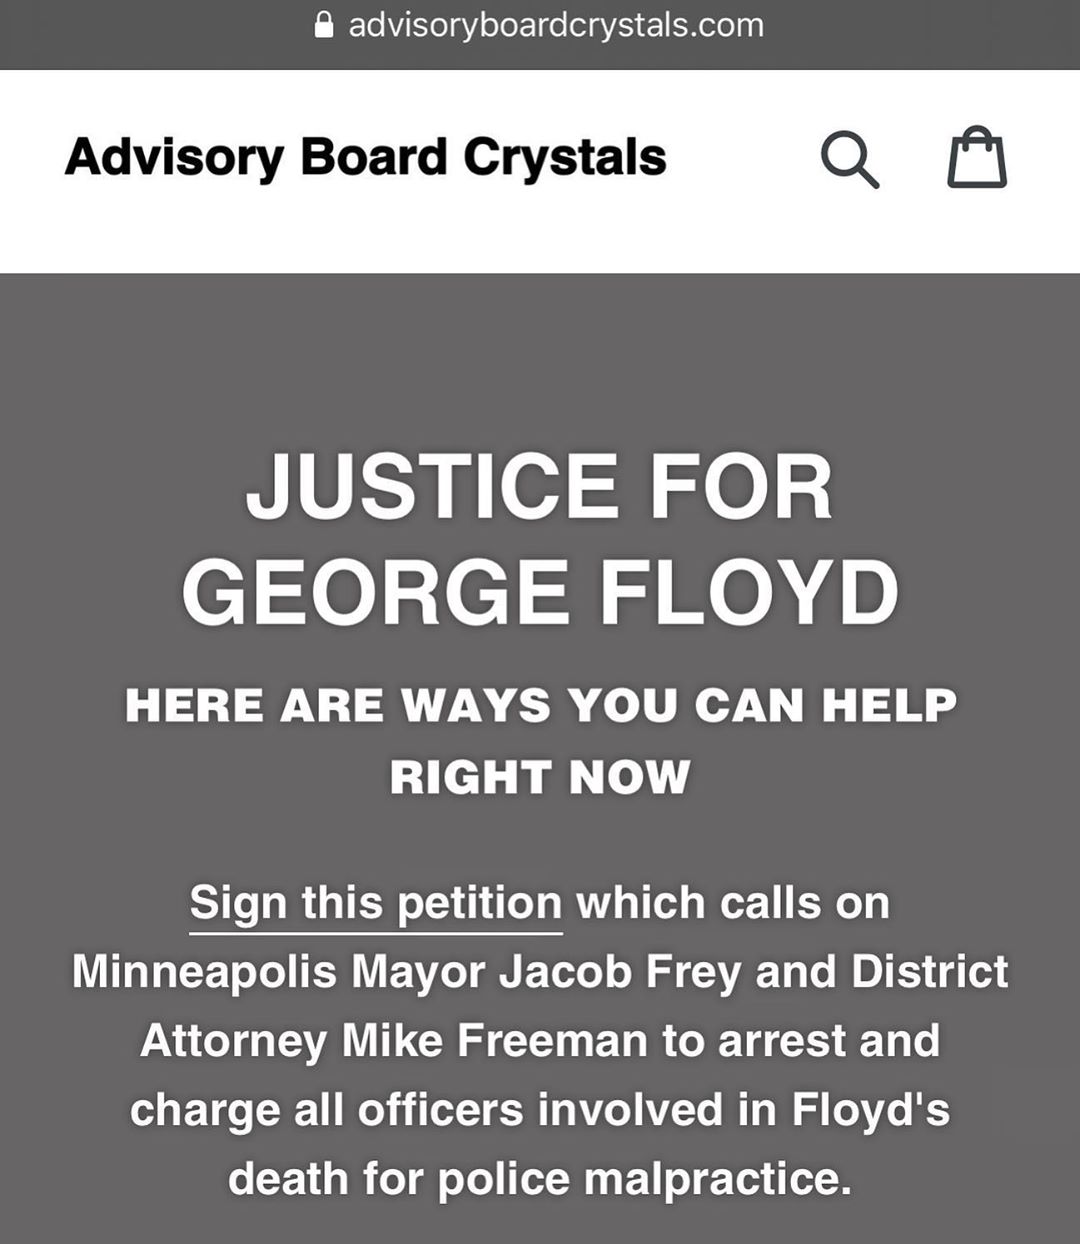 advisoryboardcrystals.com
Advisory Board Crystals
JUSTICE FOR
GEORGE FLOYD
HERE ARE WAYS YOU CAN HELP
RIGHT NOW
Sign this petition which calls on
Minneapolis Mayor Jacob Frey and District
Attorney Mike Freeman to arrest and
charge all officers involved in Floyd's
death for police malpractice.